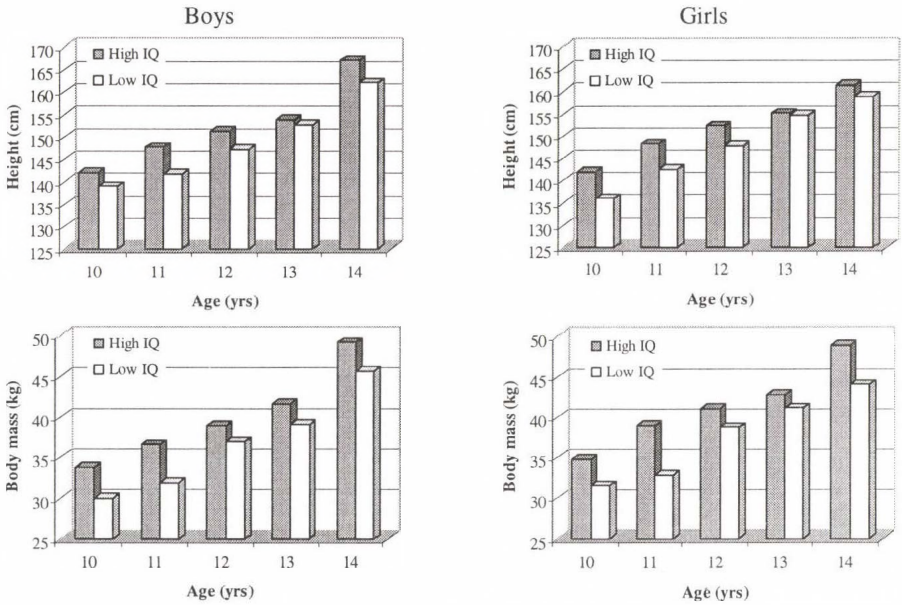 Boys
170
165
160
155
150
145
140
135
130
125
Height (cm)
High IQ
Low IQ
10 11 12 13 14
Age (yrs)
Girls
170
165
160
155
150
145
140
135
130
125
Height (cm)
High IQ
Low IQ
10 11 12 13 14
Age (yrs)
50
45
40
35
30
25
Body mass (kg)
High IQ
Low IQ
10 11 12 13 14
Age (yrs)
50
45
40
35
30
25
Body mass (kg)
High IQ
Low IQ
10 11 12 13 14
Age (yrs)